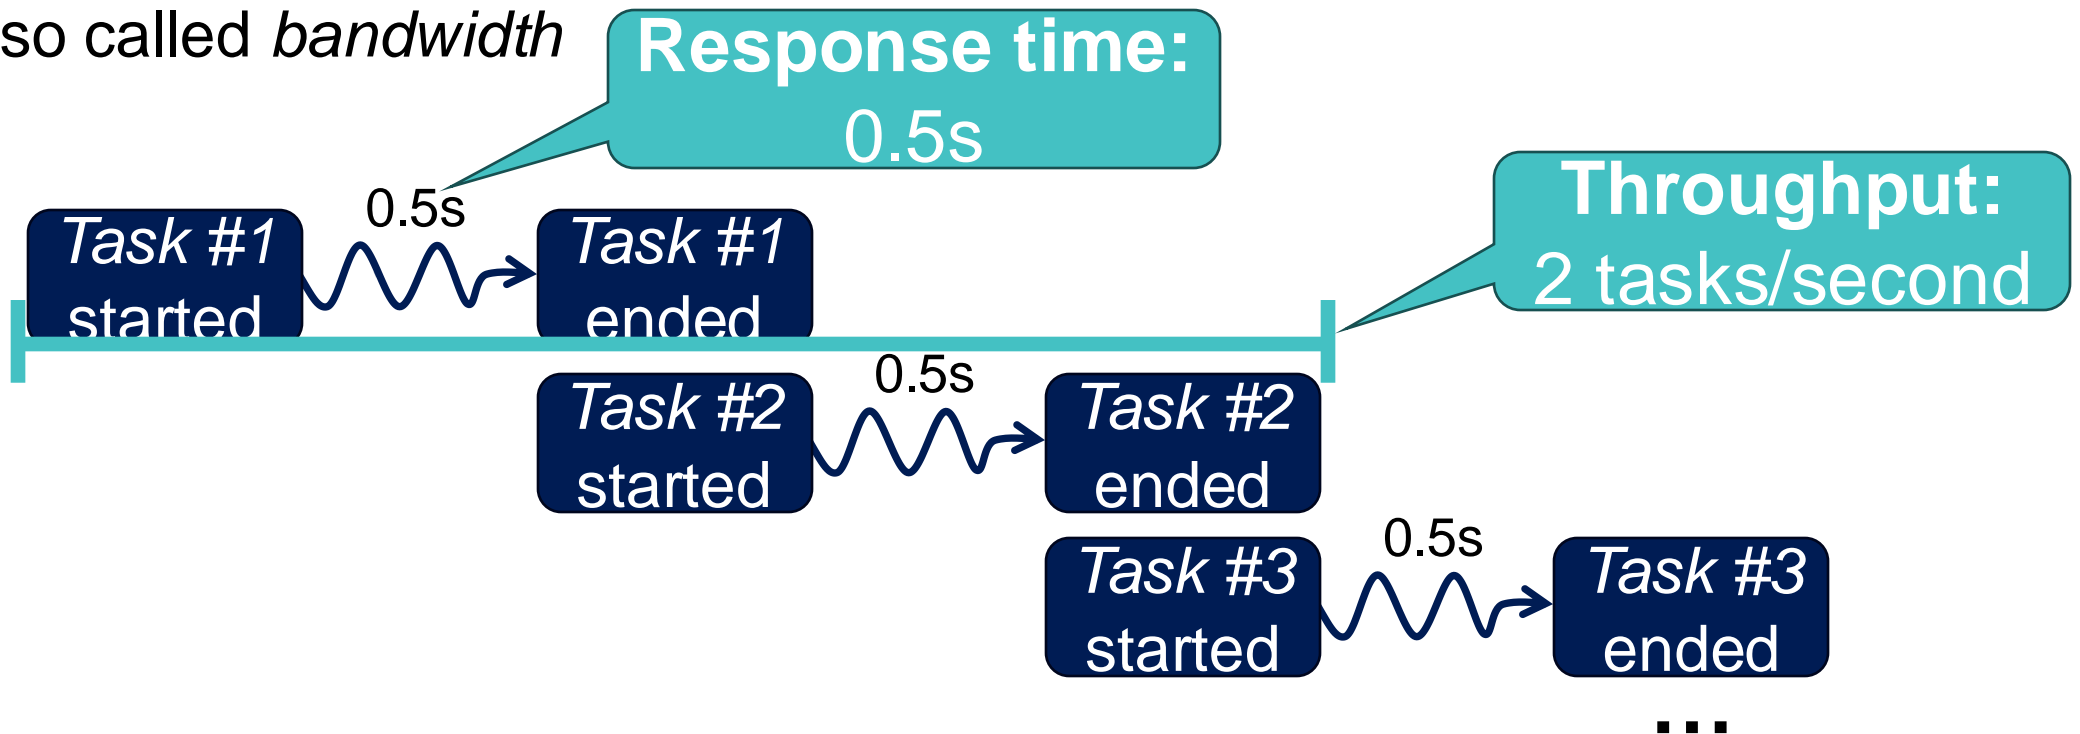 so called bandwidth
Response time:
0.5s
Throughput:
2 tasks/second
0.5s
Task #1
started
Task #1
ended
0.5s
Task #2
started
Task #2
ended
0.5s
Task #3
started
Task #3
ended
...